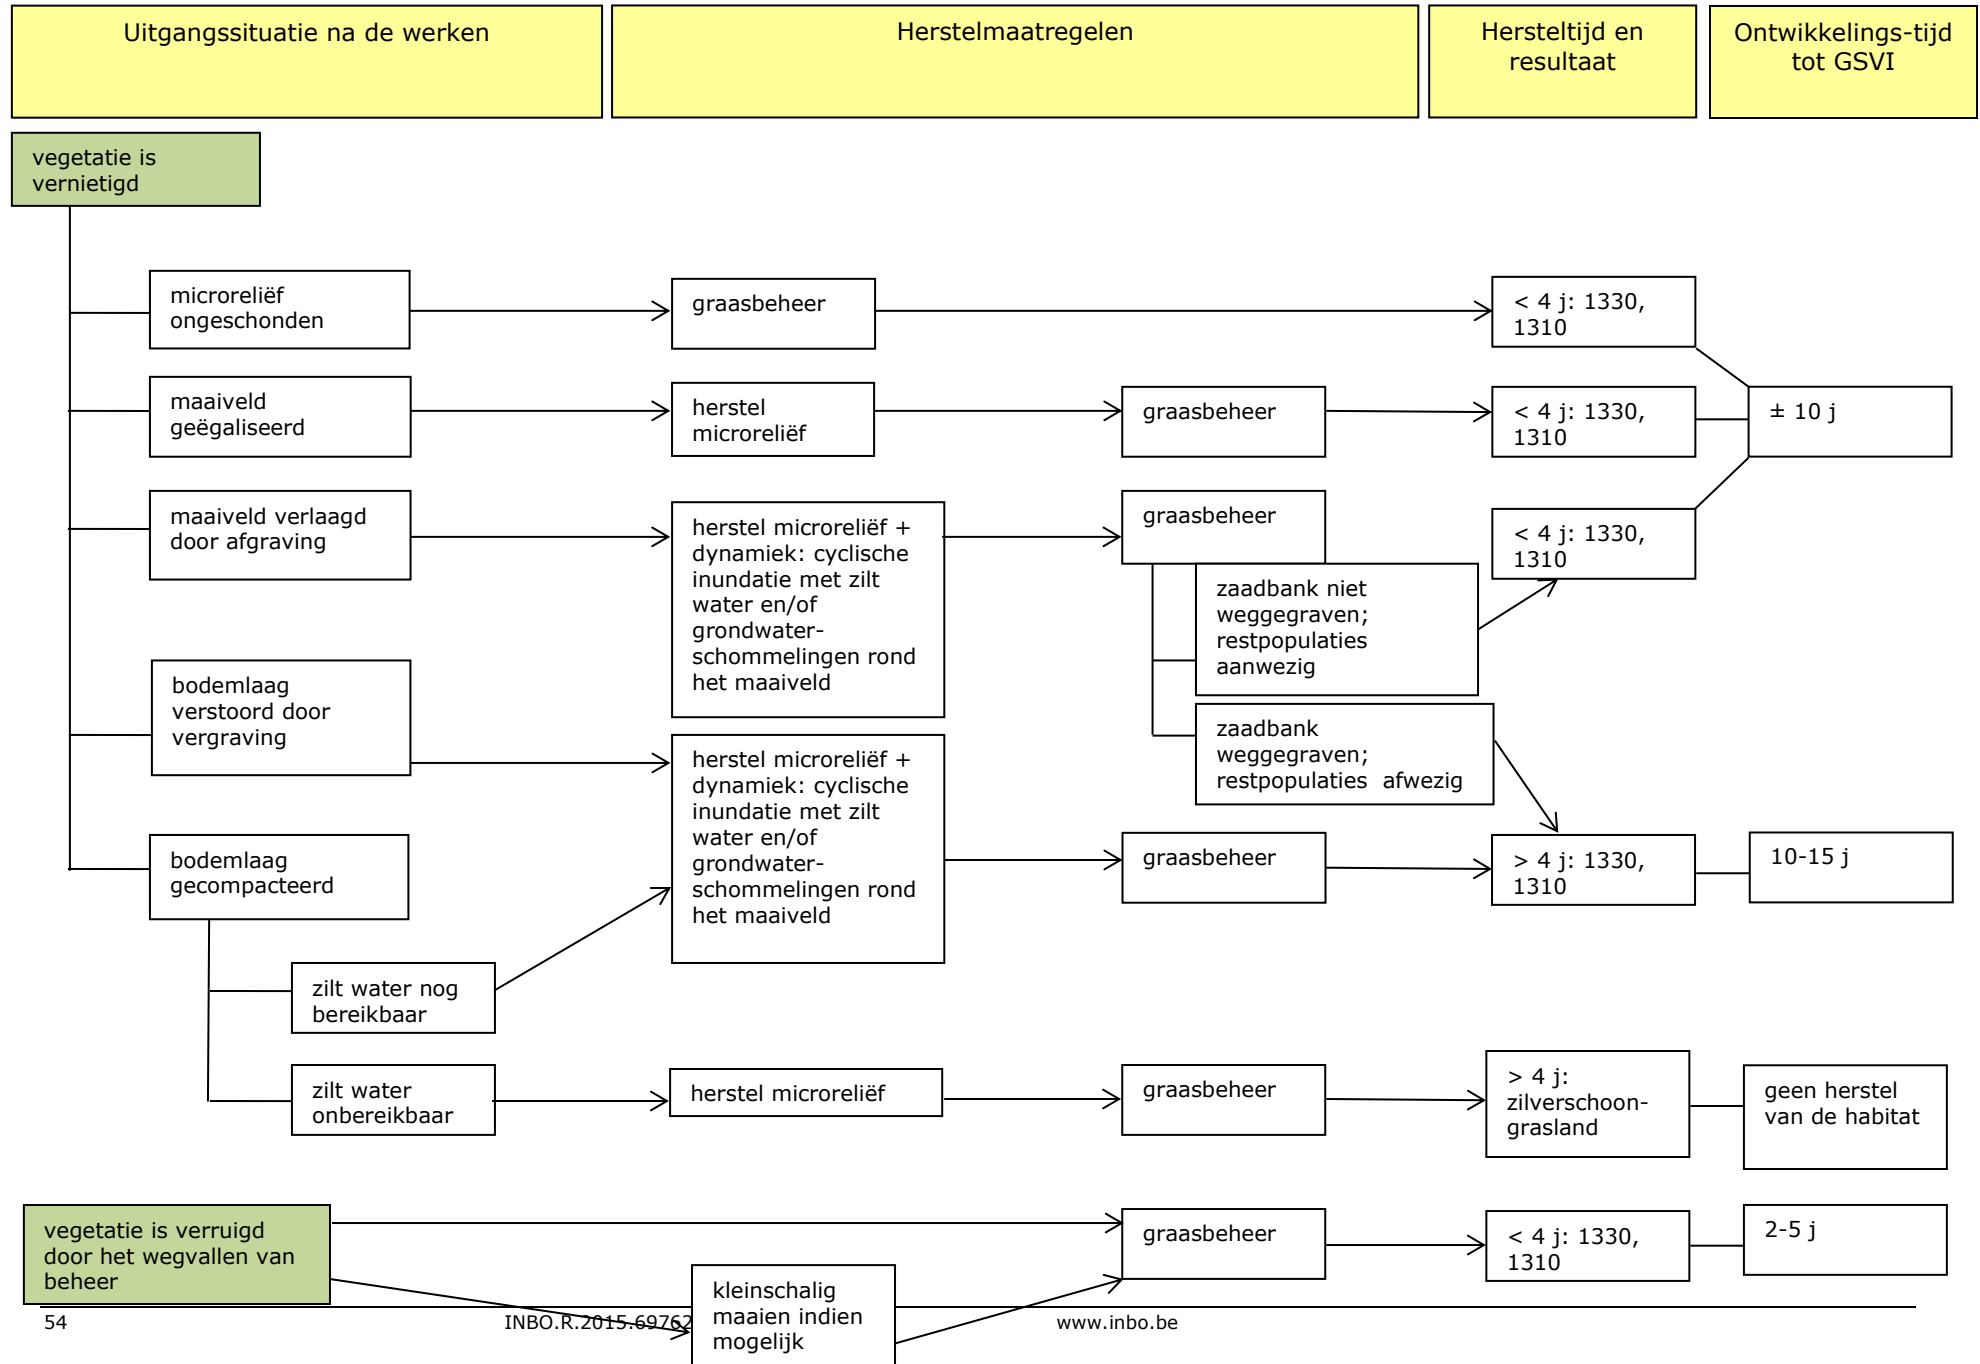 Uitgangssituatie na de werken
Herstelmaatregelen
Hersteltijd en
resultaat
Ontwikkelings-tijd
tot GSVI
vegetatie is
vernietigd
microreliëf
ongeschonden
graasbeheer
< 4 j: 1330,
1310
maaiveld
geëgaliseerd
herstel
microreliëf
graasbeheer
< 4 j: 1330,
1310
± 10 j
maaiveld verlaagd
door afgraving
herstel microreliëf +
dynamiek: cyclische
inundatie met zilt
water en/of
grondwater-
schommelingen rond
het maaiveld
graasbeheer
zaadbank niet
weggegraven;
restpopulaties
aanwezig
< 4 j: 1330,
1310
zaadbank
weggegraven;
restpopulaties  afwezig
bodemlaag
verstoord door
vergraving
herstel microreliëf +
dynamiek: cyclische
inundatie met zilt
water en/of
grondwater-
schommelingen rond
het maaiveld
graasbeheer
> 4 j: 1330,
1310
10-15 j
bodemlaag
gecompacteerd
zilt water nog
bereikbaar
zilt water
onbereikbaar
herstel microreliëf
graasbeheer
> 4 j:
zilverschoon-
grasland
geen herstel
van de habitat
vegetatie is verruigd
door het wegvallen van
beheer
kleinschalig
maaien indien
mogelijk
graasbeheer
< 4 j: 1330,
1310
2-5 j
54
INBO.R.2015.69762
www.inbo.be